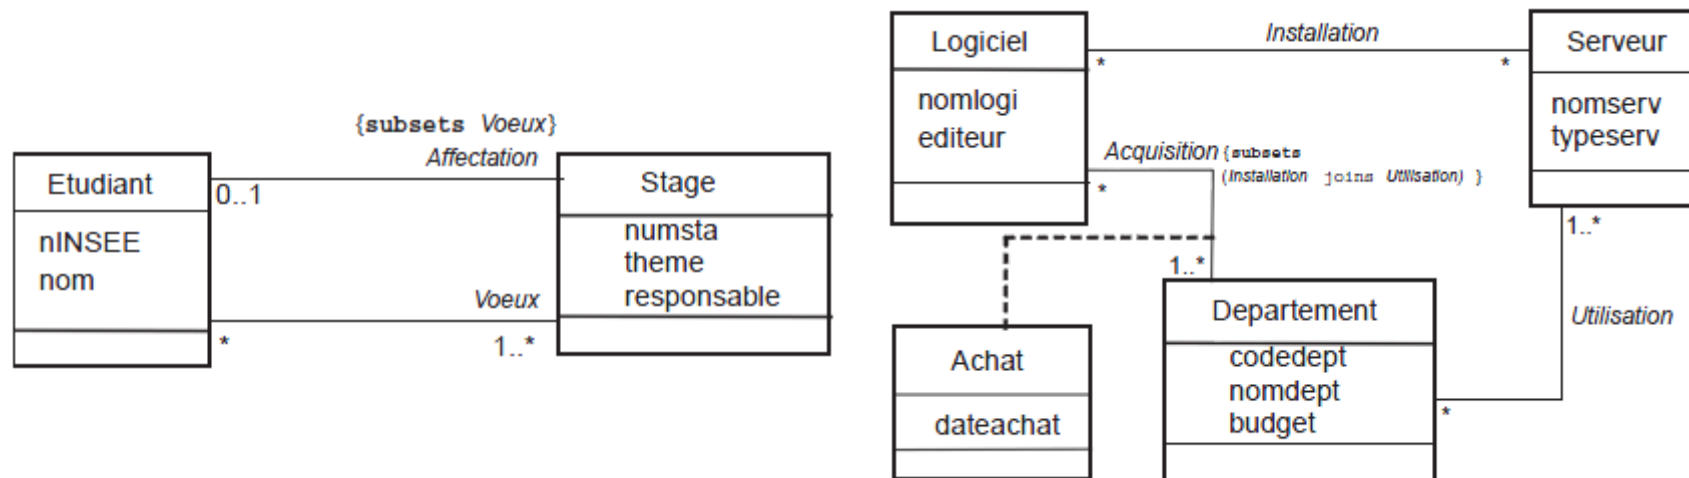 {subsets Voeux}
Affectation
Etudiant
0..1
Stage
nINSEE
nom
numsta
theme
responsable
Voeux
*
1..*
Logiciel
Installation
Serveur
*
*
nomlogi
editeur
nomserv
typeserv
Acquisition {subsets
(Installation joins Utilisation) }
*
1..*
1..*
Departement
Utilisation
Achat
codedept
nomdept
budget
*
dateachat